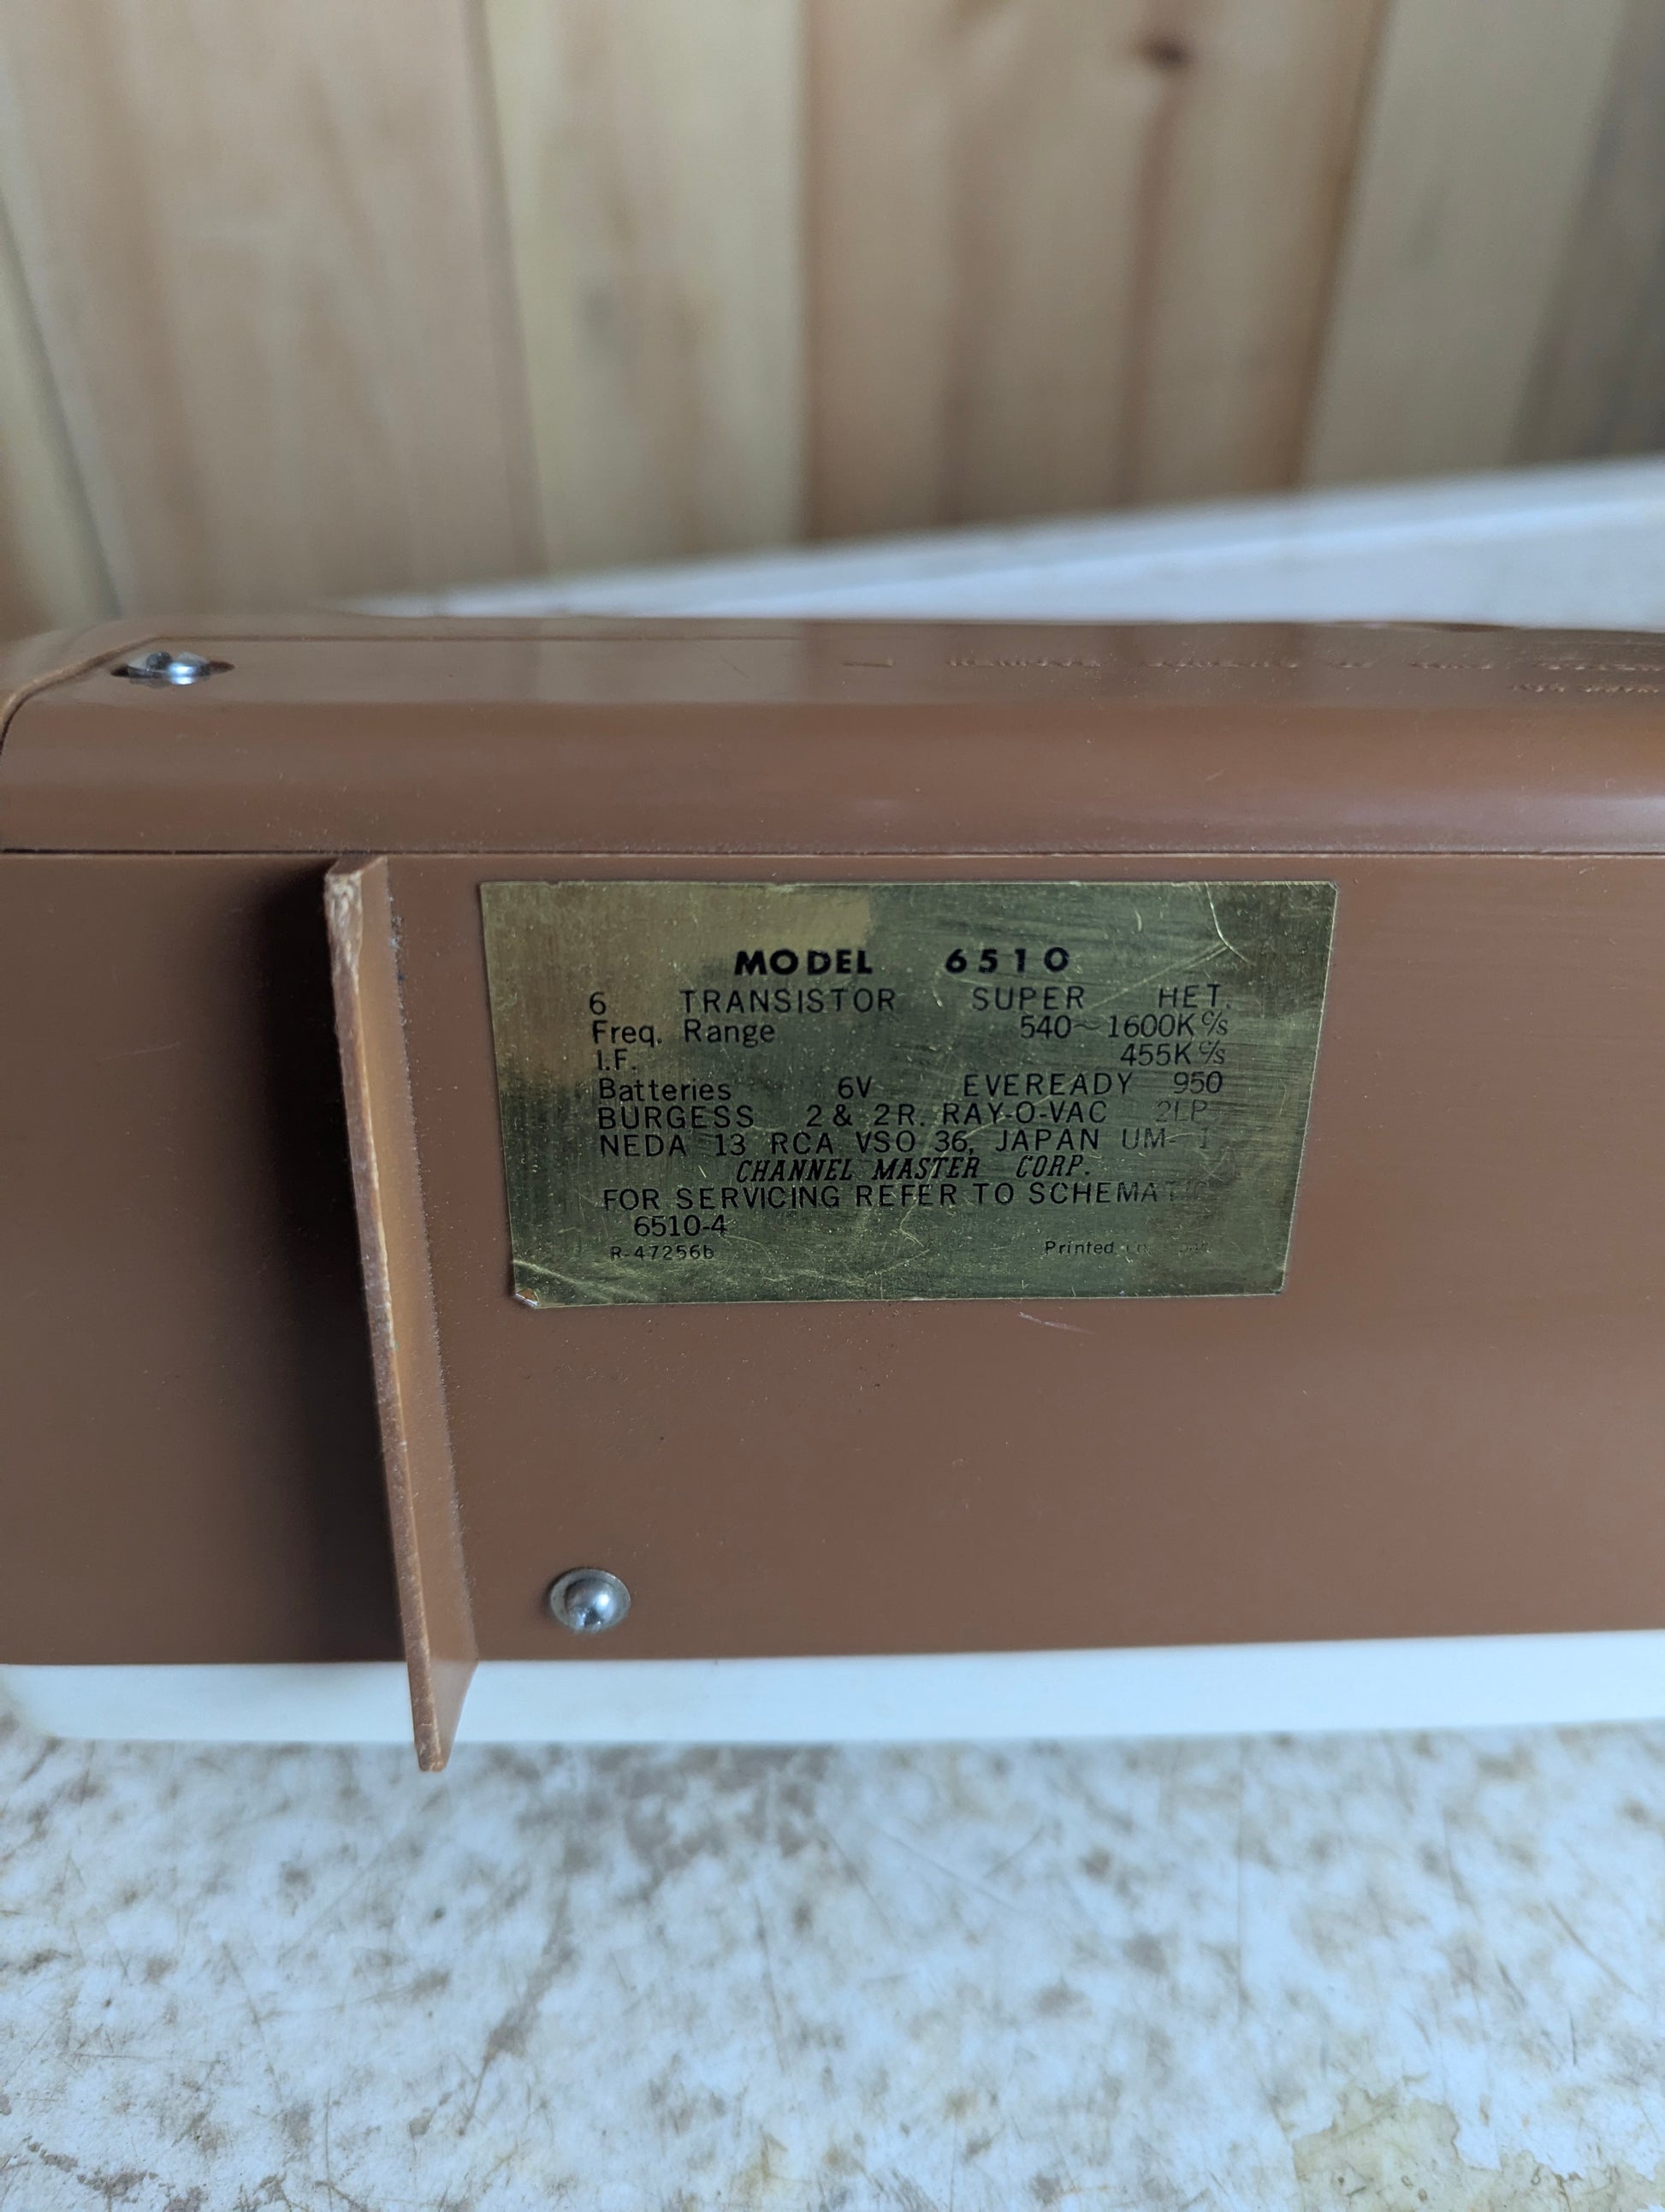 MODEL 6510
6 TRANSISTOR SUPER HET.
Freq. Range 540~1600K c/s
I.F. 455K c/s
Batteries 6V EVEREADY 950
BURGESS 2 & 2R. RAY-O-VAC 2LP
NEDA 13 RCA VSO 36, JAPAN UM-1
CHANNEL MASTER CORP.
FOR SERVICING REFER TO SCHEMATIC
6510-4
R-47256b Printed